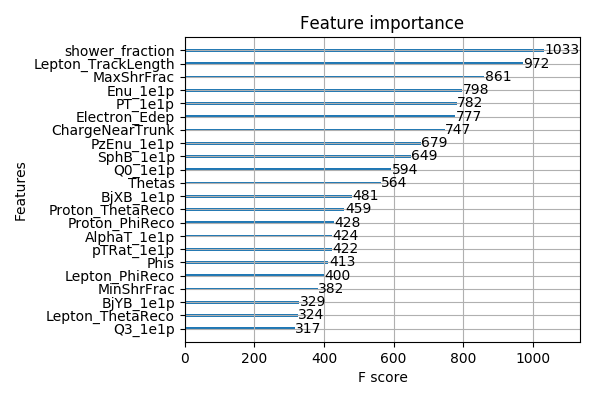 Feature importance
shower_fraction 1033
Lepton_TrackLength 972
MaxShrFrac 861
Enu_1e1p 798
PT_1e1p 782
Electron_Edep 777
ChargeNearTrunk 747
PzEnu_1e1p 679
SphB_1e1p 649
Q0_1e1p 594
Thetas 564
BjXB_1e1p 481
Proton_ThetaReco 459
Proton_PhiReco 428
AlphaT_1e1p 424
pTRat_1e1p 422
Phis 413
Lepton_PhiReco 400
MinShrFrac 382
BjYB_1e1p 329
Lepton_ThetaReco 324
Q3_1e1p 317
Features
0 200 400 600 800 1000
F score